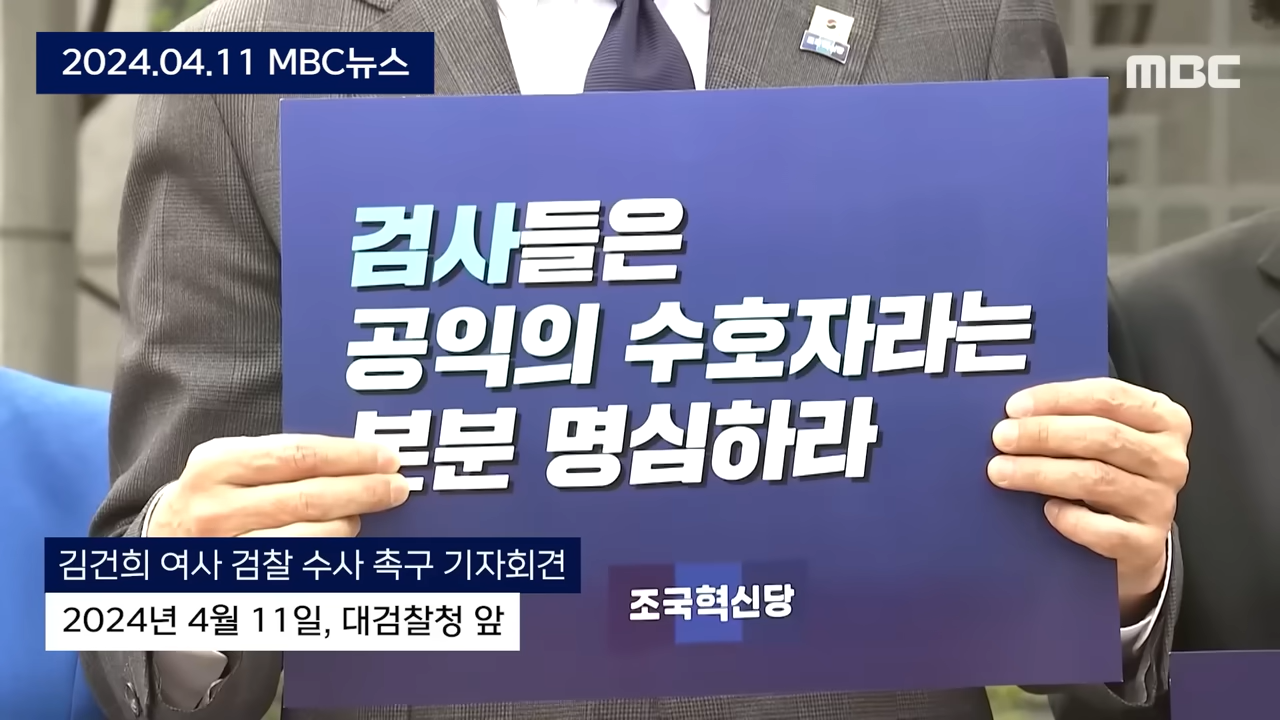 2024.04.11 MBC뉴스
MBC
검사들은
공익의 수호자라는
본분 명심하라
김건희 여사 검찰 수사 촉구 기자회견
2024년 4월 11일, 대검찰청 앞
조국혁신당